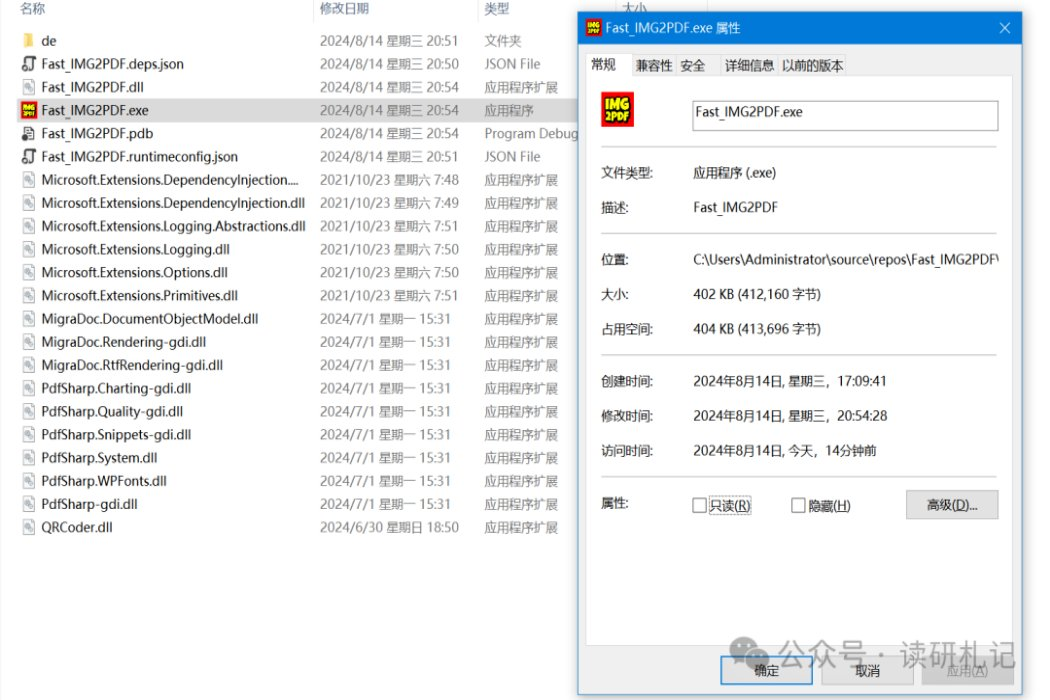 名称 修改日期 类型 大小
de 2024/8/14 星期三 20:51 文件夹
Fast_IMG2PDF.deps.json 2024/8/14 星期三 20:50 JSON File
Fast_IMG2PDF.dll 2024/8/14 星期三 20:54 应用程序扩展
Fast_IMG2PDF.exe 2024/8/14 星期三 20:54 应用程序
Fast_IMG2PDF.pdb 2024/8/14 星期三 20:54 Program Debug
Fast_IMG2PDF.runtimeconfig.json 2024/8/14 星期三 20:51 JSON File
Microsoft.Extensions.DependencyInjection.... 2021/10/23 星期六 7:48 应用程序扩展
Microsoft.Extensions.DependencyInjection.dll 2021/10/23 星期六 7:49 应用程序扩展
Microsoft.Extensions.Logging.Abstractions.dll 2021/10/23 星期六 7:51 应用程序扩展
Microsoft.Extensions.Logging.dll 2021/10/23 星期六 7:50 应用程序扩展
Microsoft.Extensions.Options.dll 2021/10/23 星期六 7:50 应用程序扩展
Microsoft.Extensions.Primitives.dll 2021/10/23 星期六 7:51 应用程序扩展
MigraDoc.DocumentObjectModel.dll 2024/7/1 星期一 15:31 应用程序扩展
MigraDoc.Rendering-gdi.dll 2024/7/1 星期一 15:31 应用程序扩展
MigraDoc.RtfRendering-gdi.dll 2024/7/1 星期一 15:31 应用程序扩展
PdfSharp.Charting-gdi.dll 2024/7/1 星期一 15:31 应用程序扩展
PdfSharp.Quality-gdi.dll 2024/7/1 星期一 15:31 应用程序扩展
PdfSharp.Snippets-gdi.dll 2024/7/1 星期一 15:31 应用程序扩展
PdfSharp.System.dll 2024/7/1 星期一 15:31 应用程序扩展
PdfSharp.WPFonts.dll 2024/7/1 星期一 15:31 应用程序扩展
PdfSharp-gdi.dll 2024/7/1 星期一 15:31 应用程序扩展
QRCoder.dll 2024/6/30 星期日 18:50 应用程序扩展
IMG
2PDF
Fast_IMG2PDF.exe 属性
常规 兼容性 安全 详细信息 以前的版本
IMG
2PDF
Fast_IMG2PDF.exe
文件类型: 应用程序 (.exe)
描述: Fast_IMG2PDF
位置: C:\Users\Administrator\source\repos\Fast_IMG2PDF\
大小: 402 KB (412,160 字节)
占用空间: 404 KB (413,696 字节)
创建时间: 2024年8月14日, 星期三, 17:09:41
修改时间: 2024年8月14日, 星期三, 20:54:28
访问时间: 2024年8月14日, 今天, 14分钟前
属性: 只读(R) 隐藏(H) 高级(D)...
公众号 · 读研札记
确定 取消 应用(A)